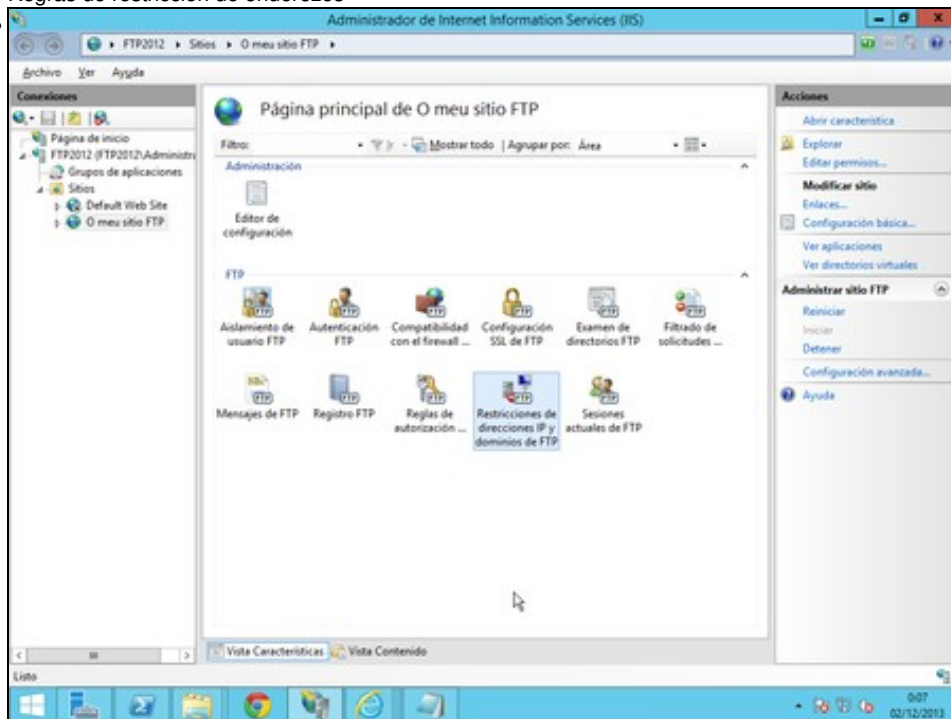 Regras de restrición de enderezos
Administrador de Internet Information Services (IIS)
FTP2012 Sitios O meu sitio FTP
Archivo Ver Ayuda
Conexiones
Página de inicio
FTP2012 (FTP2012\Administr
Grupos de aplicaciones
Sitios
Default Web Site
O meu sitio FTP
Página principal de O meu sitio FTP
Filtro: Mostrar todo Agrupar por: Área
Administración
Editor de
configuración
FTP
Aislamiento de
usuario FTP
Autenticación
FTP
Compatibilidad
con el firewall ...
Configuración
SSL de FTP
Examen de
directorios FTP
Filtrado de
solicitudes ...
Mensajes de FTP
Registro FTP
Reglas de
autorización ...
Restricciones de
direcciones IP y
dominios de FTP
Sesiones
actuales de FTP
Vista Características Vista Contenido
Acciones
Abrir característica
Explorar
Editar permisos...
Modificar sitio
Enlaces...
Configuración básica...
Ver aplicaciones
Ver directorios virtuales
Administrar sitio FTP
Reiniciar
Iniciar
Detener
Configuración avanzada...
Ayuda
Listo
0:07
02/12/2013